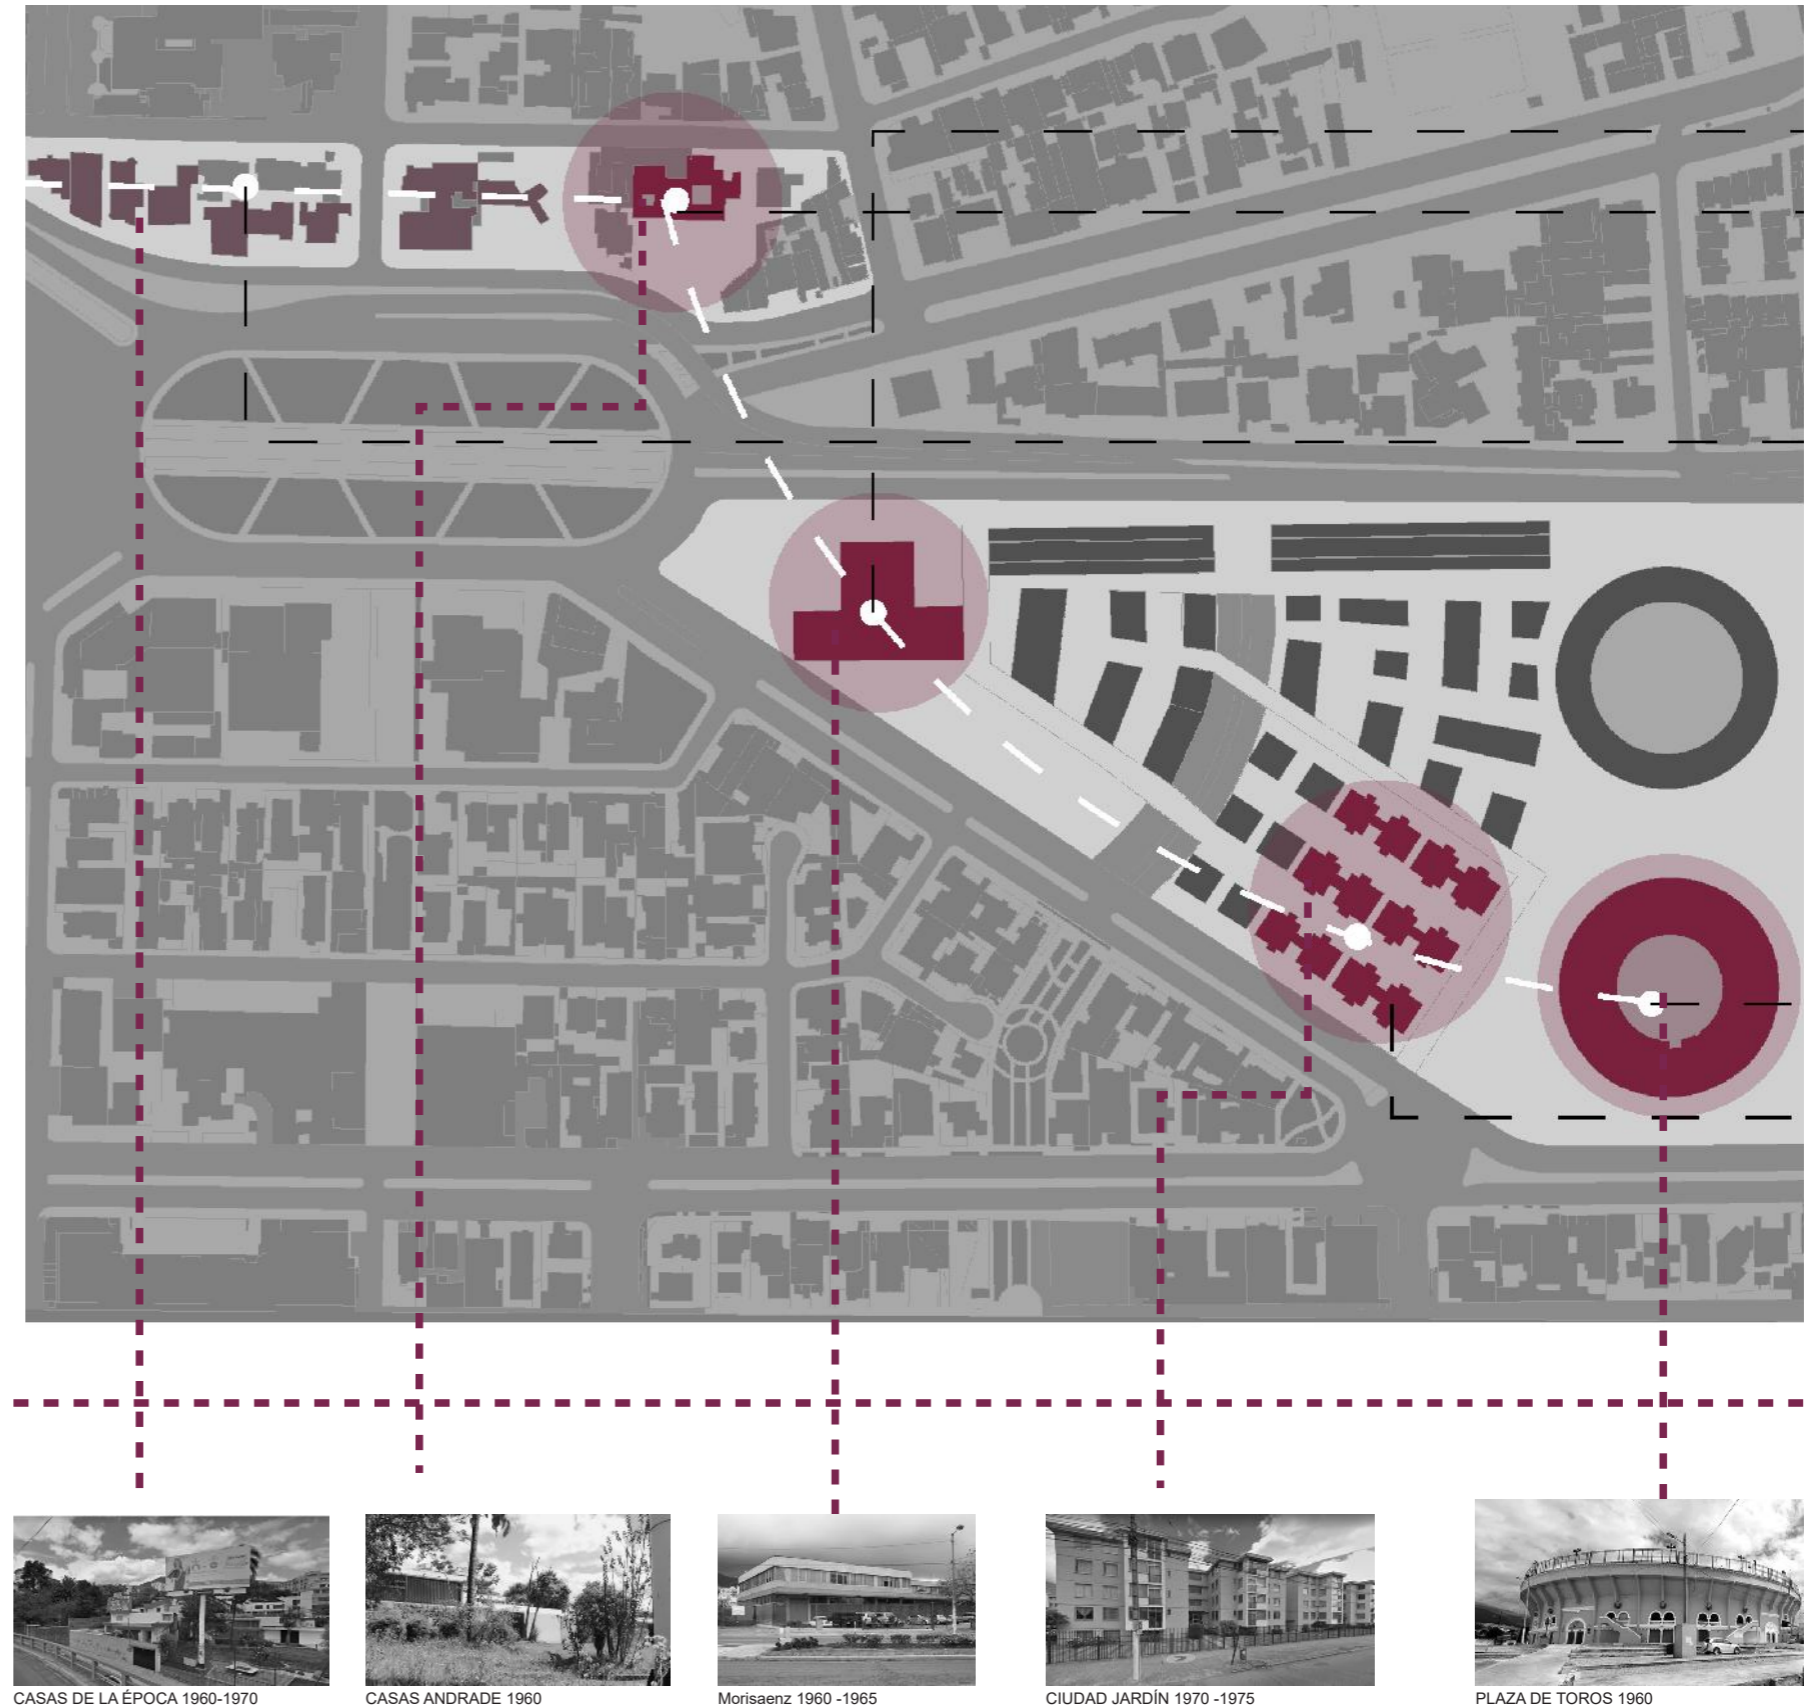 CASAS DE LA ÉPOCA 1960-1970
CASAS ANDRADE 1960
Morisaenz 1960 -1965
CIUDAD JARDÍN 1970 -1975
PLAZA DE TOROS 1960